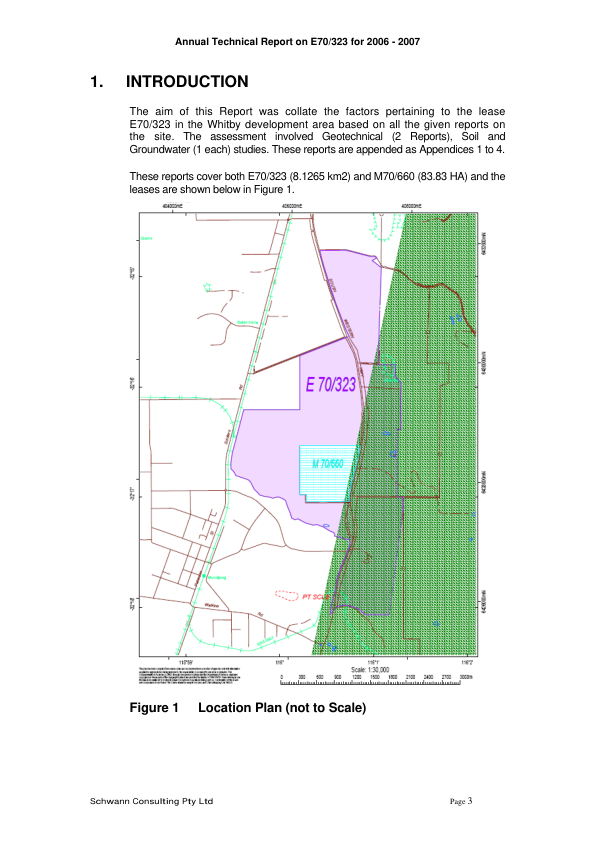 Annual Technical Report on E70/323 for 2006 - 2007
1. INTRODUCTION
The aim of this Report was collate the factors pertaining to the lease
E70/323 in the Whitby development area based on all the given reports on
the site. The assessment involved Geotechnical (2 Reports), Soil and
Groundwater (1 each) studies. These reports are appended as Appendices 1 to 4.
These reports cover both E70/323 (8.1265 km2) and M70/660 (83.83 HA) and the
leases are shown below in Figure 1.
E 70/323
M 70/660
PT SCUL
Scale: 1:30,000
0 300 600 900 1200 1500 1800 2100 2400 2700 3000m
Figure 1 Location Plan (not to Scale)
Schwann Consulting Pty Ltd Page 3